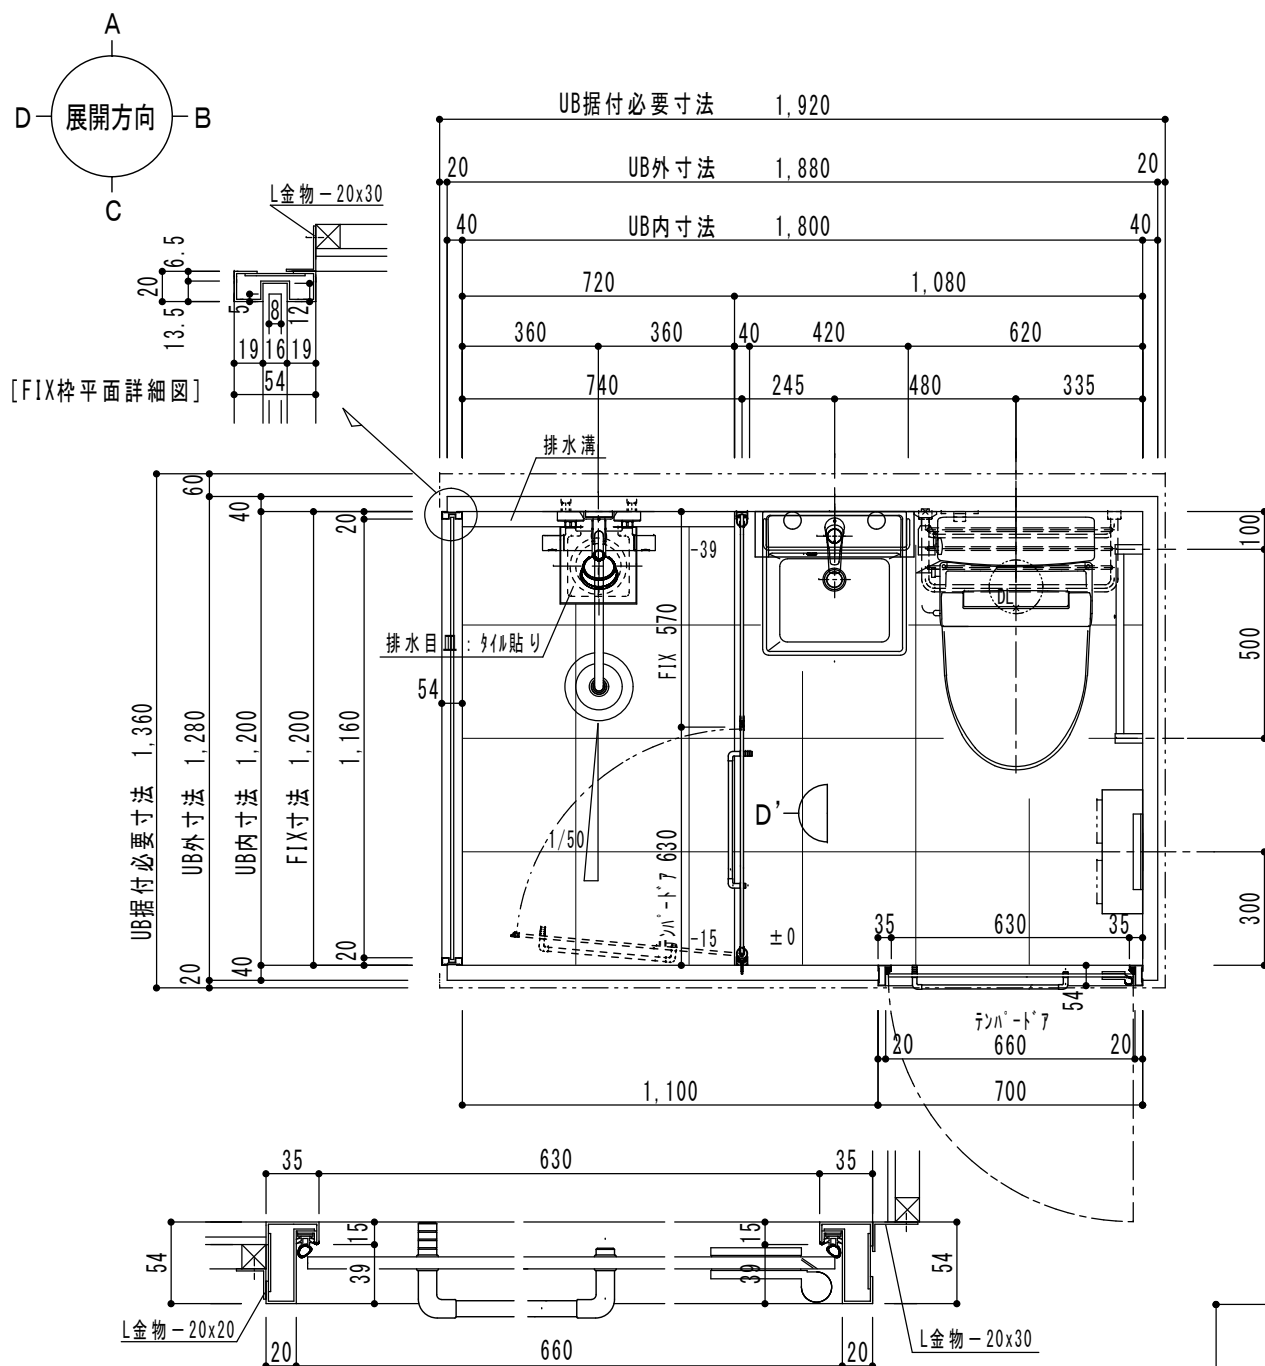 A
D
展開方向
B
C
L金物－20x30
6.5
20
13.5
5
8
12
19
16
19
54
[FIX枠平面詳細図]
UB据付必要寸法 1,920
20
UB外寸法 1,880
20
40
UB内寸法 1,800
40
720
1,080
360
360
40
420
620
740
245
480
335
排水溝
60
40
20
-39
FIX 570
排水目皿：タイル貼り
54
DL
100
500
300
UB据付必要寸法 1,360
UB外寸法 1,280
UB内寸法 1,200
FIX寸法 1,200
1,160
20
40
20
1/50
テンパードア 630
-15
±0
D'
35
630
35
54
テンパードア
20
660
20
1,100
700
35
630
35
54
15
39
15
39
54
L金物－20x20
L金物－20x30
20
660
20